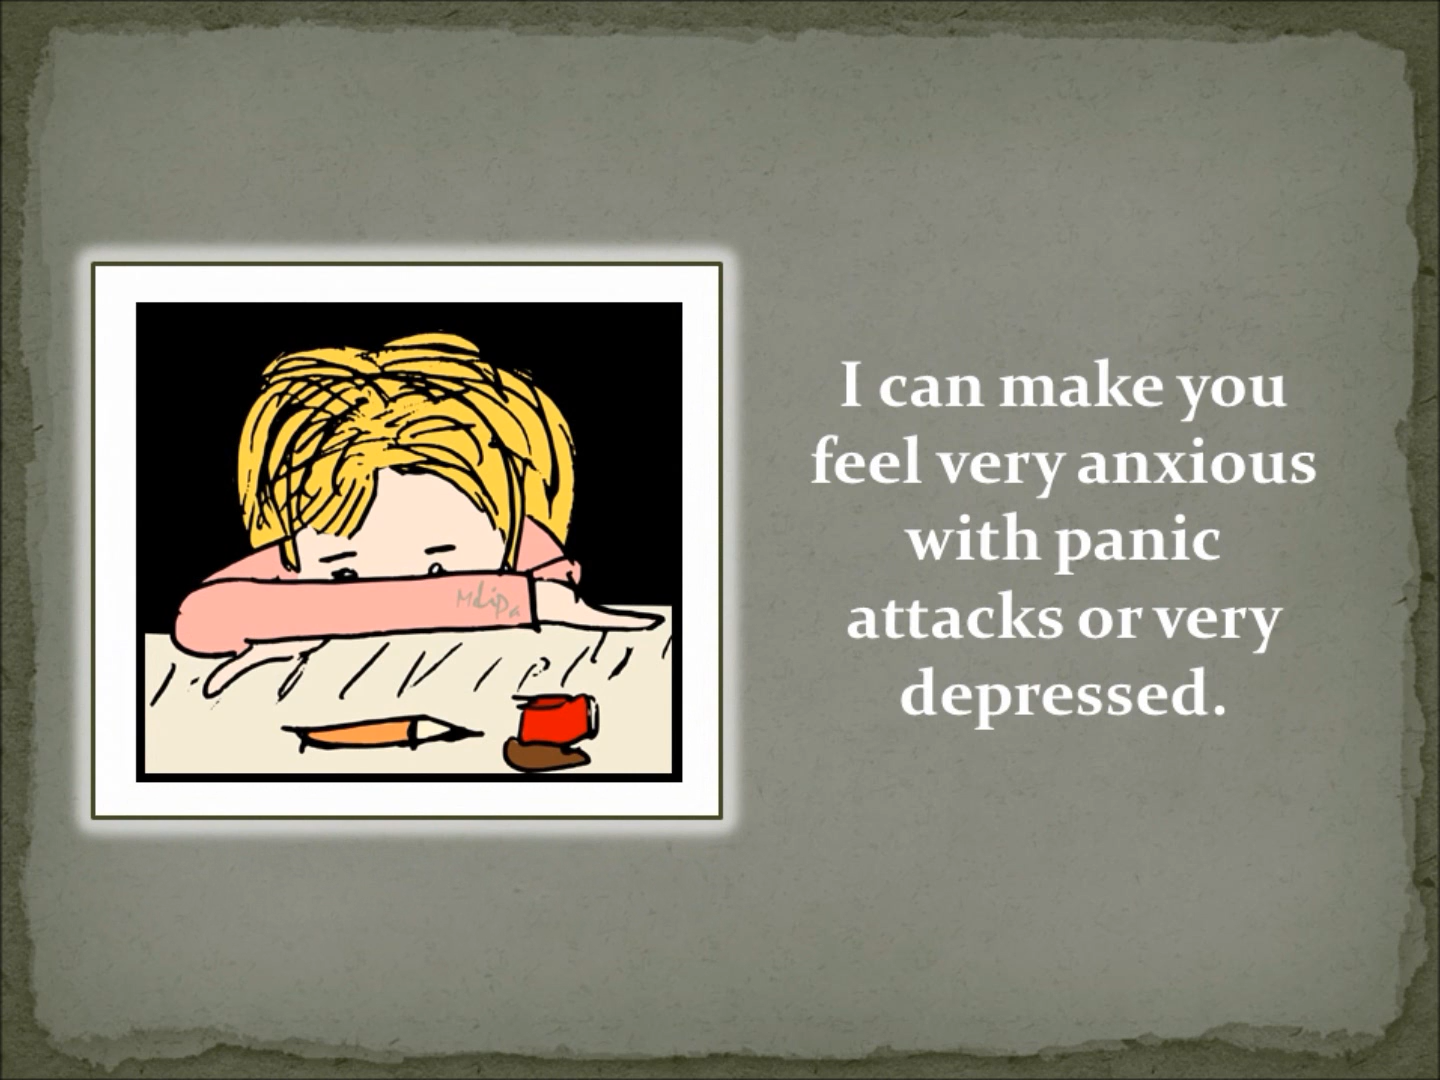 I can make you
feel very anxious
with panic
attacks or very
depressed.